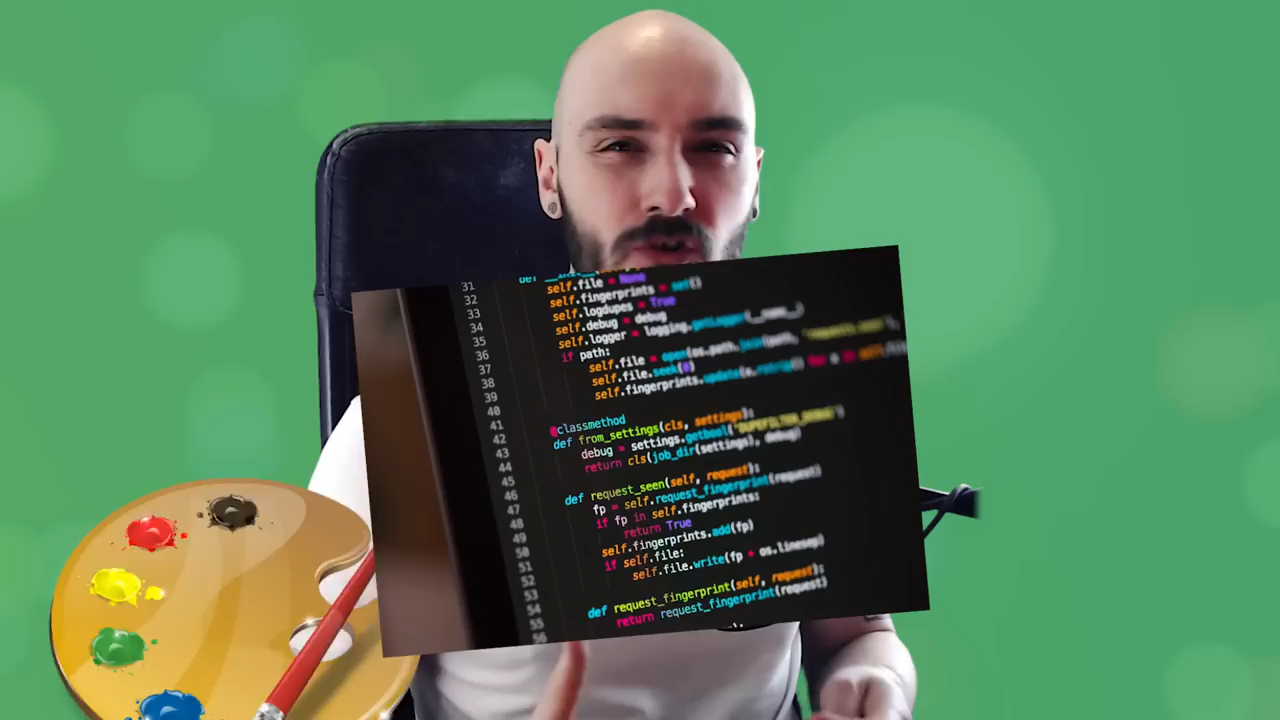 31 def __init__(
32 self.file = None
33 self.fingerprints = set()
34 self.logdupes = True
35 self.debug = debug
36 self.logger = logging.getLogger(__name__)
37 if path:
38 self.file = open(os.path.join(path, 'requests.seen'),
39 self.file.seek(0)
40 self.fingerprints.update(x.rstrip() for x in self.file
41
42 @classmethod
43 def from_settings(cls, settings):
44 debug = settings.getbool('DUPEFILTER_DEBUG')
45 return cls(job_dir(settings), debug)
46
47 def request_seen(self, request):
48 fp = self.request_fingerprint(request)
49 if fp in self.fingerprints:
50 return True
51 self.fingerprints.add(fp)
52 if self.file:
53 self.file.write(fp + os.linesep)
54
55 def request_fingerprint(self, request):
56 return request_fingerprint(request)